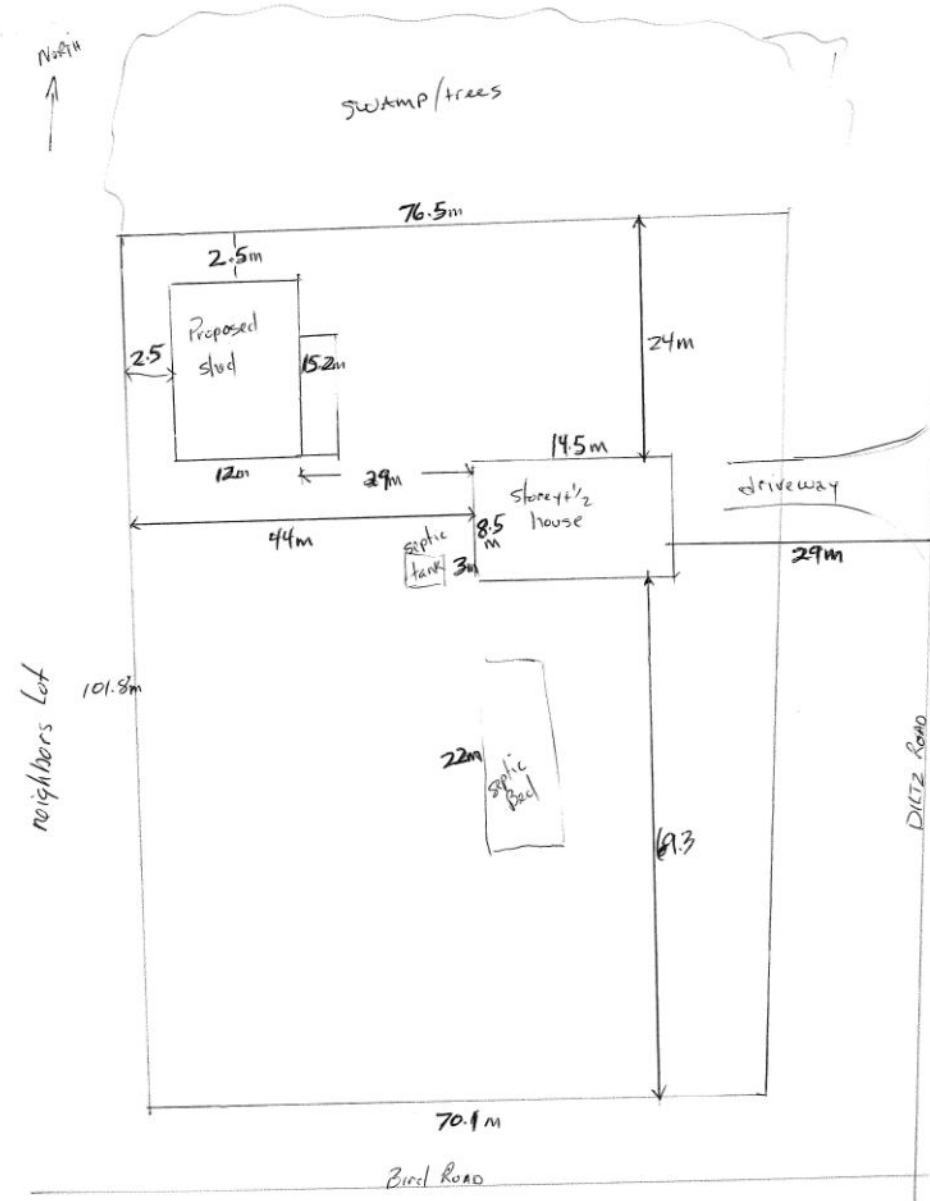 NORTH
swAmp/trees
76.5m
2.5m
Proposed
shed
2.5
15.2m
24m
12m
29m
14.5m
Storey+1/2
house
driveway
44m
8.5
m
septic
tank
3m
29m
101.8m
neighbors Lot
22m
septic
Bed
69.3
DILTZ ROAD
70.1m
Bird ROAD